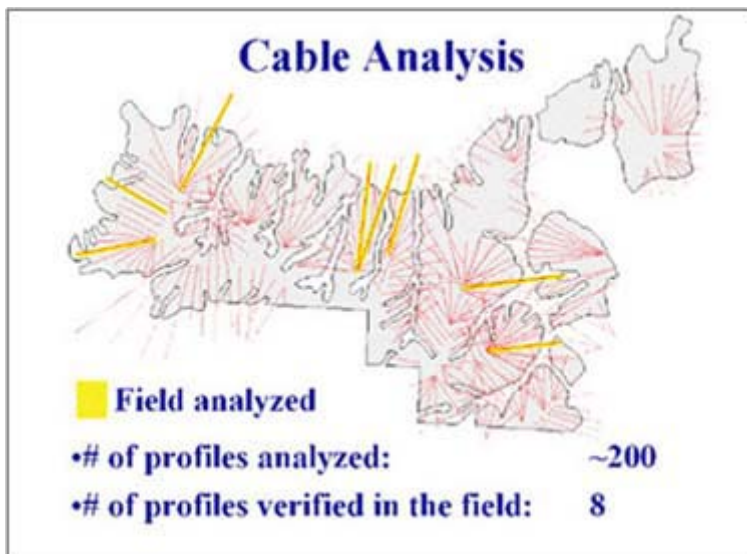 Cable Analysis
Field analyzed
•# of profiles analyzed: ~200
•# of profiles verified in the field: 8